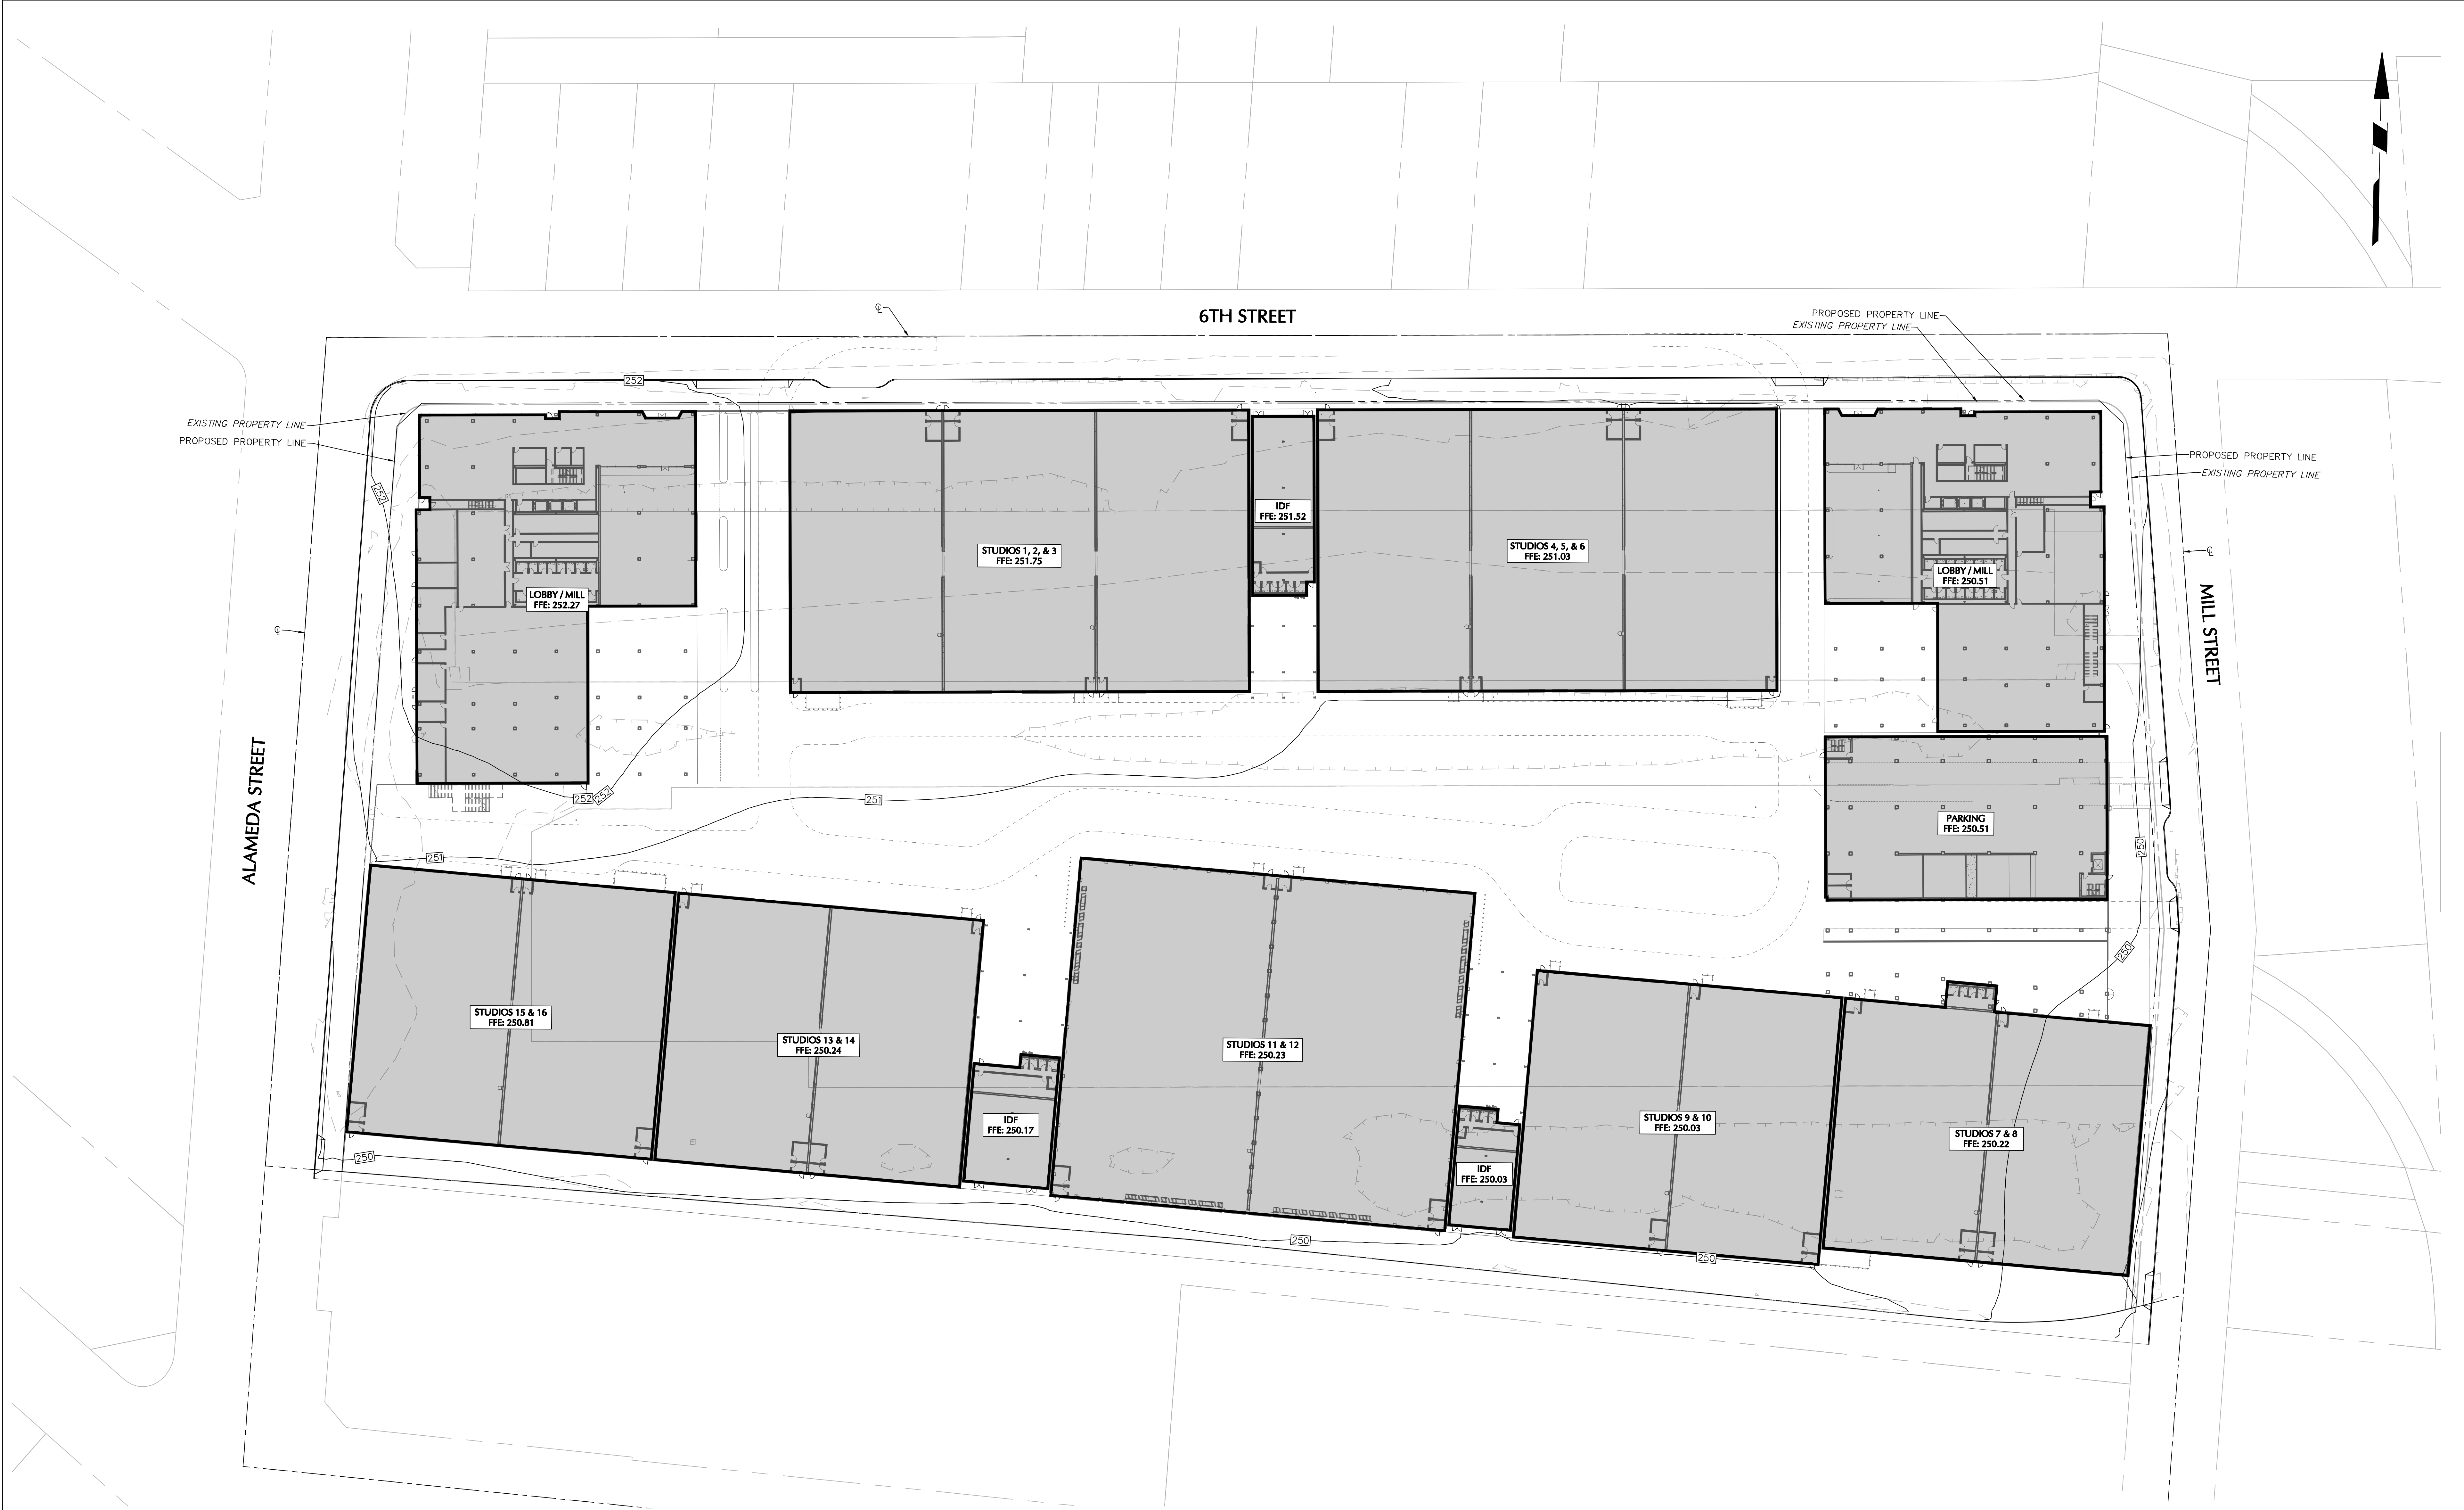 6TH STREET
PROPOSED PROPERTY LINE
EXISTING PROPERTY LINE
252
EXISTING PROPERTY LINE
PROPOSED PROPERTY LINE
PROPOSED PROPERTY LINE
EXISTING PROPERTY LINE
252
IDF
FFE: 251.52
STUDIOS 1, 2, & 3
FFE: 251.75
STUDIOS 4, 5, & 6
FFE: 251.03
LOBBY / MILL
FFE: 252.27
LOBBY / MILL
FFE: 250.51
MILL STREET
ALAMEDA STREET
252
252
251
PARKING
FFE: 250.51
250
251
250
STUDIOS 15 & 16
FFE: 250.81
STUDIOS 13 & 14
FFE: 250.24
STUDIOS 11 & 12
FFE: 250.23
IDF
FFE: 250.17
STUDIOS 9 & 10
FFE: 250.03
STUDIOS 7 & 8
FFE: 250.22
IDF
FFE: 250.03
250
250
250